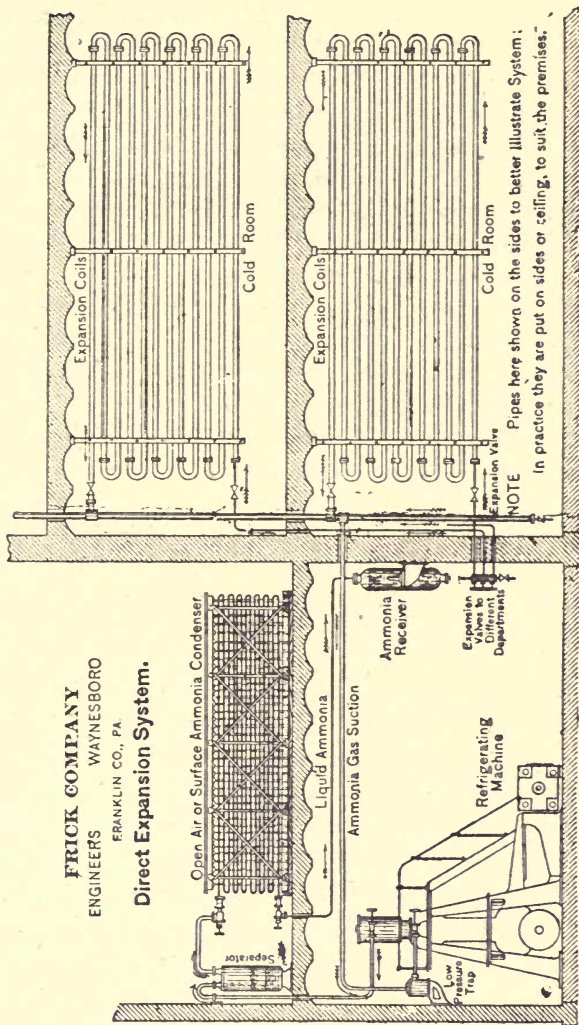 FRICK COMPANY
ENGINEERS WAYNESBORO
FRANKLIN CO., PA.
Direct Expansion System.
Open Air or Surface Ammonia Condenser
Separator
Liquid Ammonia
Ammonia Gas Suction
Low
Pressure
Trap
Refrigerating
Machine
Ammonia
Receiver
Expansion
Valves to
Different
Departments
Expansion Coils
Cold Room
Expansion Coils
Cold Room
Expansion Valve
NOTE Pipes here shown on the sides to better illustrate System;
In practice they are put on sides or ceiling, to suit the premises."